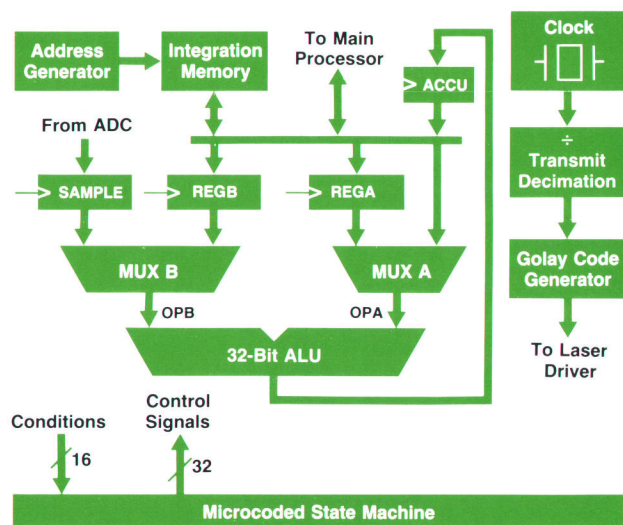 Address
Generator
Integration
Memory
To Main
Processor
> ACCU
Clock
From ADC
÷
Transmit
Decimation
> SAMPLE
> REGB
> REGA
MUX B
MUX A
Golay Code
Generator
OPB
OPA
32-Bit ALU
To Laser
Driver
Conditions
Control
Signals
16
32
Microcoded State Machine